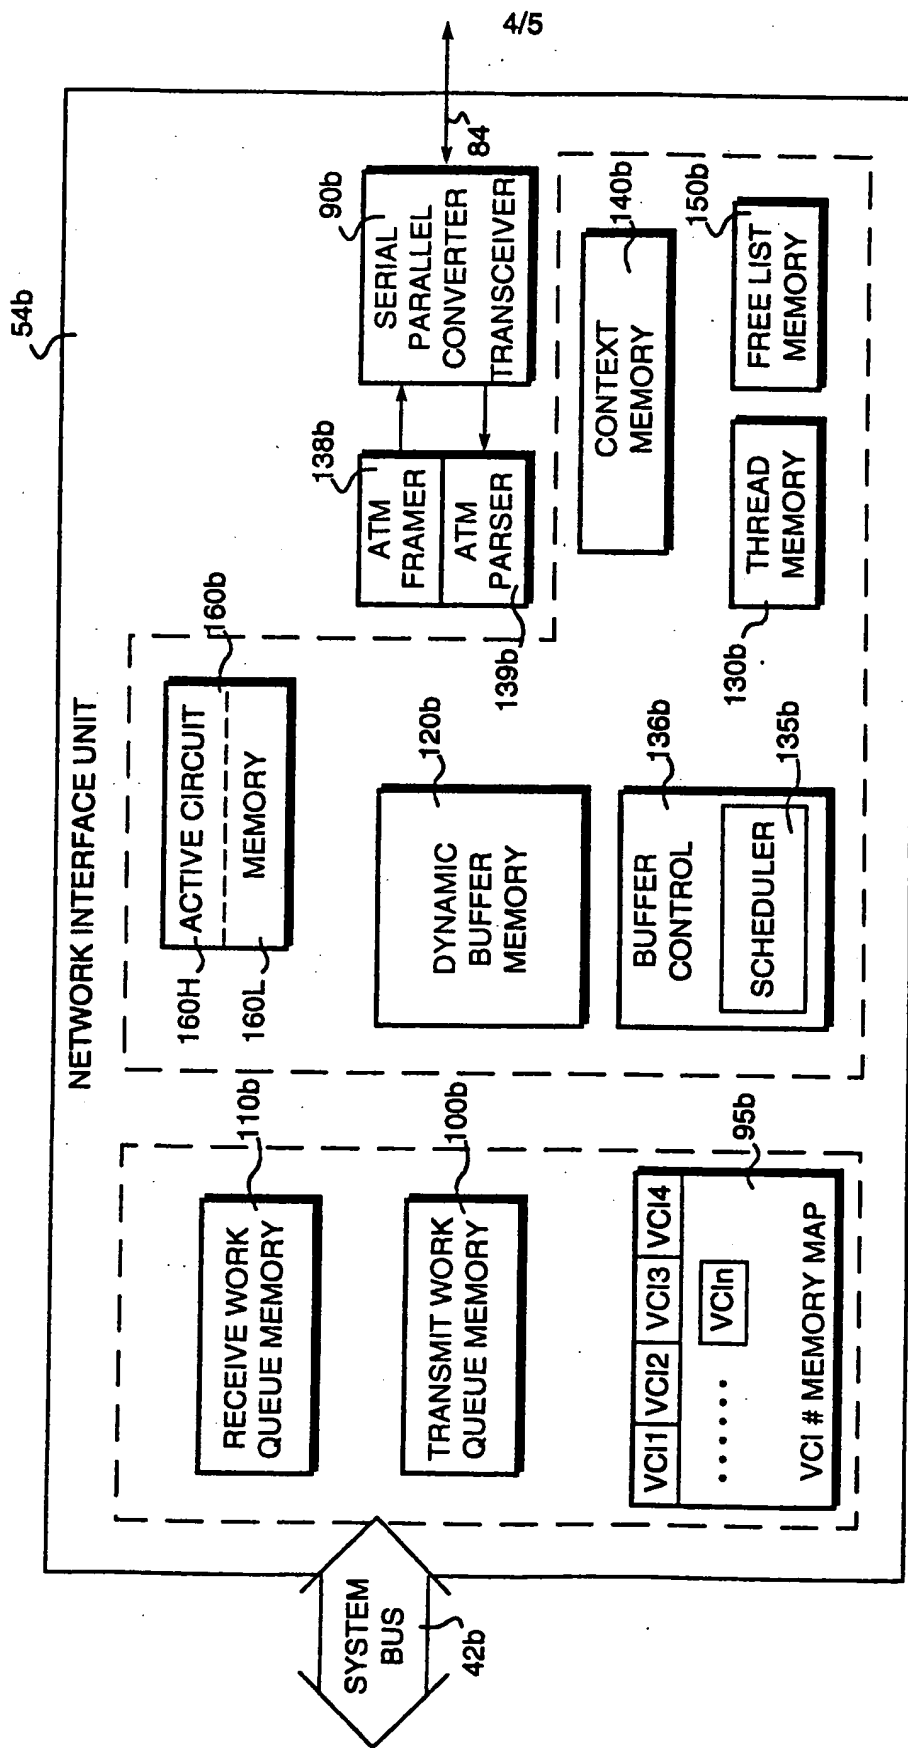 NETWORK INTERFACE UNIT
54b
SYSTEM
BUS
42b
RECEIVE WORK
QUEUE MEMORY
110b
TRANSMIT WORK
QUEUE MEMORY
100b
VCI1 VCI2 VCI3 VCI4
...... VCIn
VCI # MEMORY MAP
95b
160H
ACTIVE CIRCUIT
160b
160L
MEMORY
DYNAMIC
BUFFER
MEMORY
120b
BUFFER
CONTROL
136b
SCHEDULER
135b
138b
ATM
FRAMER
ATM
PARSER
139b
90b
SERIAL
PARALLEL
CONVERTER
TRANSCEIVER
84
4/5
CONTEXT
MEMORY
140b
THREAD
MEMORY
130b
FREE LIST
MEMORY
150b